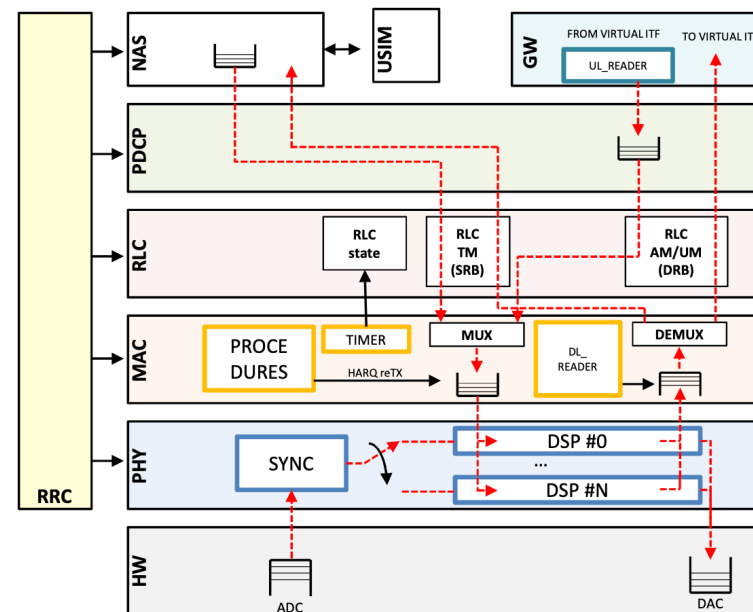 RRC
NAS
USIM
GW
FROM VIRTUAL ITF
TO VIRTUAL IT
UL_READER
PDCP
RLC
RLC
state
RLC
TM
(SRB)
RLC
AM/UM
(DRB)
MAC
PROCE
DURES
TIMER
HARQ reTX
MUX
DL_
READER
DEMUX
PHY
SYNC
DSP #0
...
DSP #N
HW
ADC
DAC